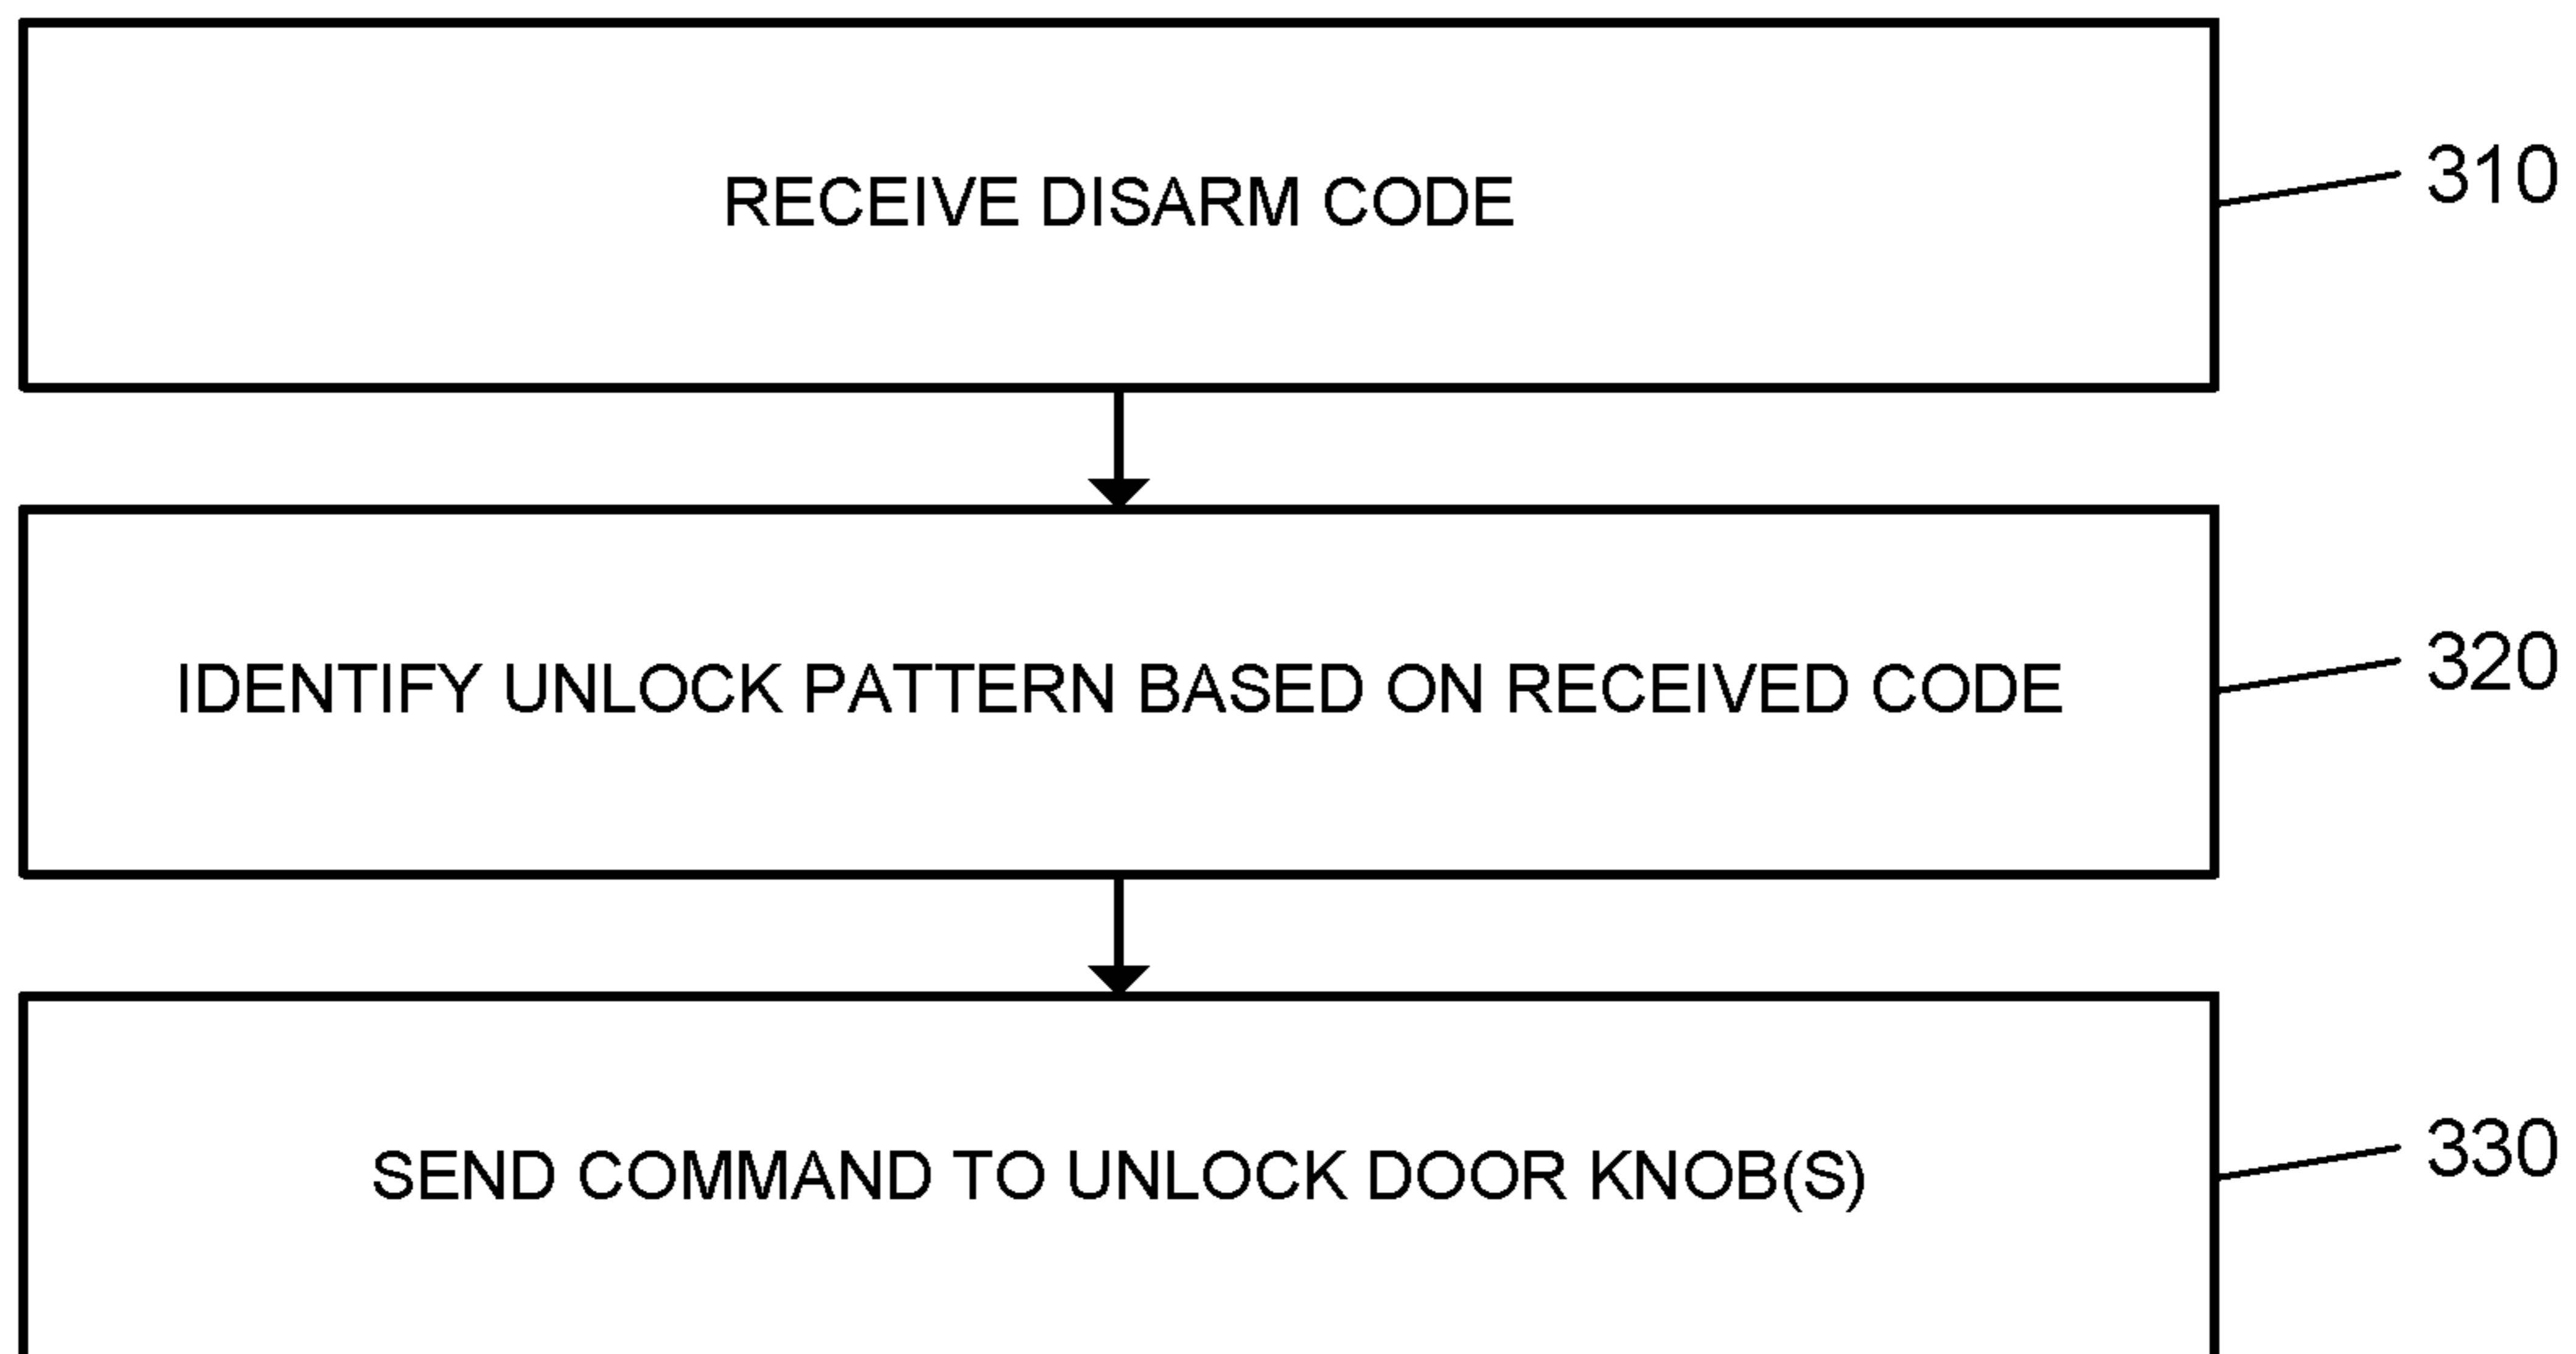 RECEIVE DISARM CODE
310
IDENTIFY UNLOCK PATTERN BASED ON RECEIVED CODE
320
SEND COMMAND TO UNLOCK DOOR KNOB(S)
330